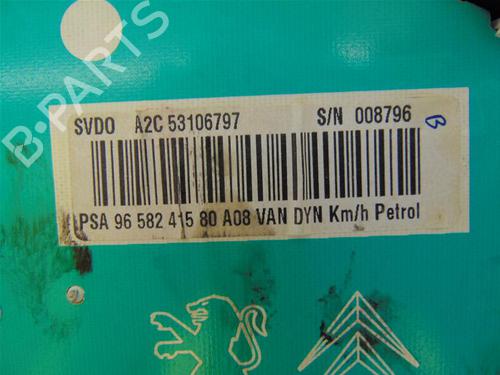 B-PARTS
SVDO A2C 53106797 S/N 008796
B
PSA 96 582 415 80 A08 VAN DYN Km/h Petrol